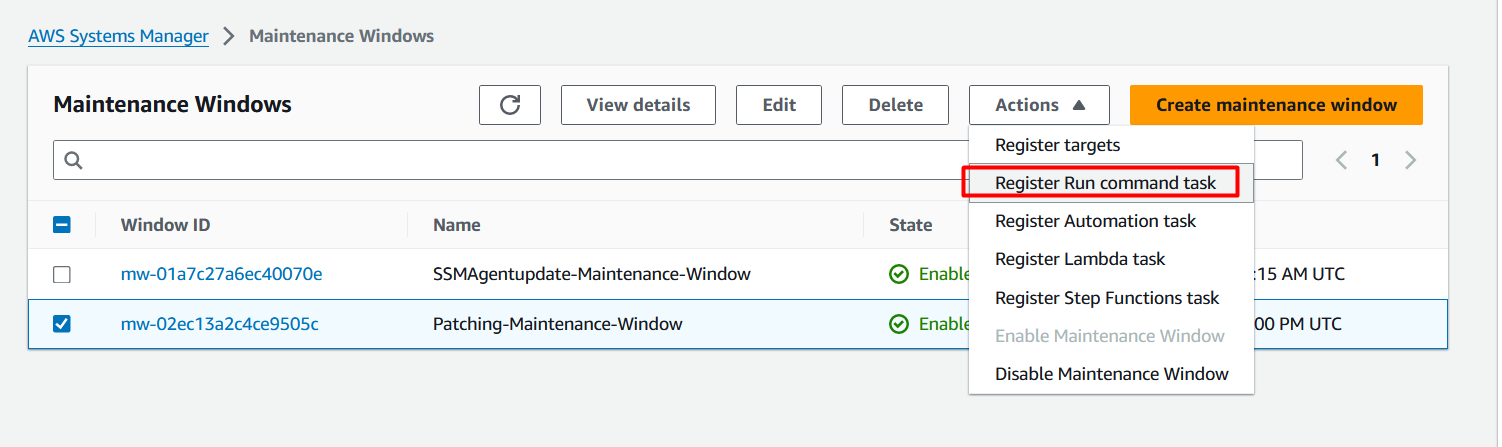 AWS Systems Manager > Maintenance Windows
Maintenance Windows View details Edit Delete Actions Create maintenance window
Register targets
1
Register Run command task
Window ID Name State
Register Automation task
mw-01a7c27a6ec40070e SSMAgentupdate-Maintenance-Window Enable :15 AM UTC
Register Lambda task
Register Step Functions task
mw-02ec13a2c4ce9505c Patching-Maintenance-Window Enable 00 PM UTC
Enable Maintenance Window
Disable Maintenance Window